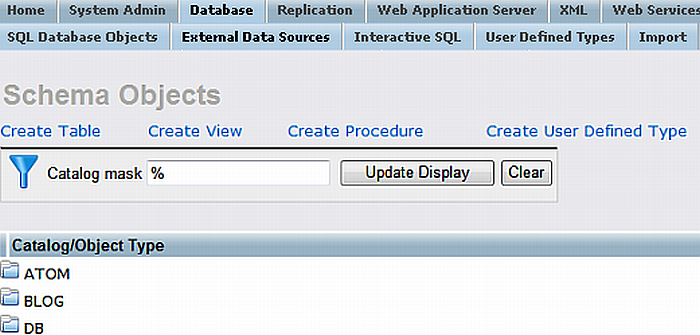 Home System Admin Database Replication Web Application Server XML Web Services
SQL Database Objects External Data Sources Interactive SQL User Defined Types Import
Schema Objects
Create Table Create View Create Procedure Create User Defined Type
Catalog mask % Update Display Clear
Catalog/Object Type
ATOM
BLOG
DB